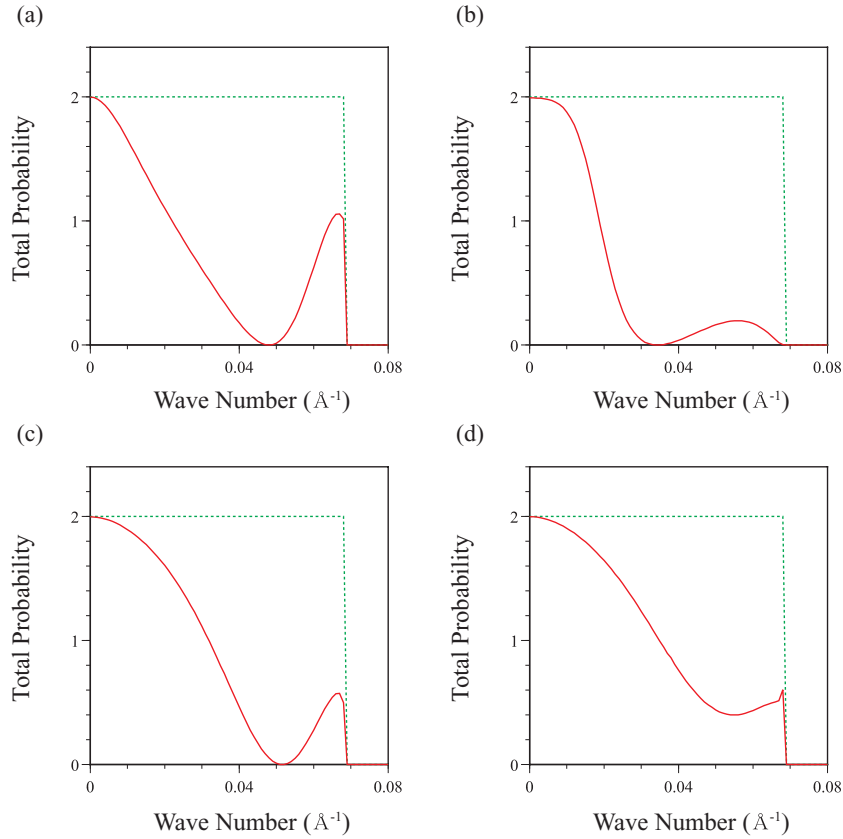 (a)
2
1
0
0
0.04
0.08
Total Probability
Wave Number (Å⁻¹)
(b)
2
1
0
0
0.04
0.08
Total Probability
Wave Number (Å⁻¹)
(c)
2
1
0
0
0.04
0.08
Total Probability
Wave Number (Å⁻¹)
(d)
2
1
0
0
0.04
0.08
Total Probability
Wave Number (Å⁻¹)